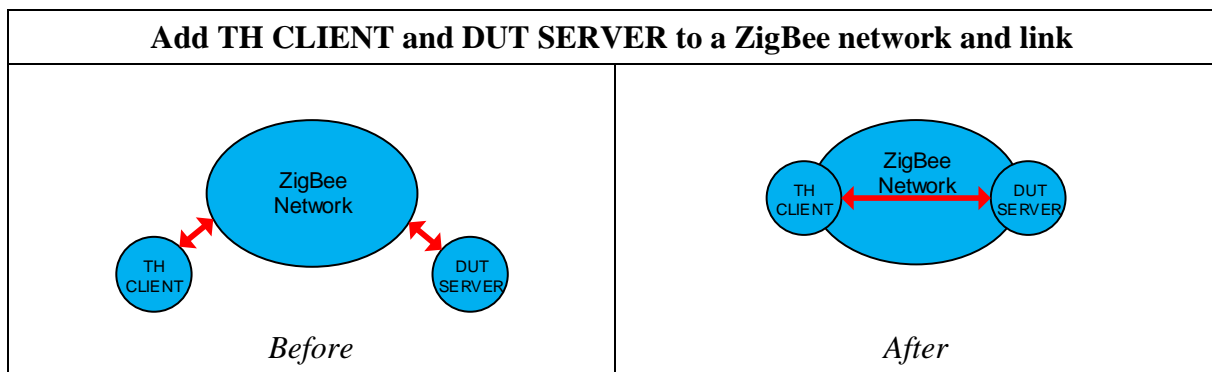 Add TH CLIENT and DUT SERVER to a ZigBee network and link
ZigBee
Network
TH
CLIENT
DUT
SERVER
Before
ZigBee
Network
TH
CLIENT
DUT
SERVER
After